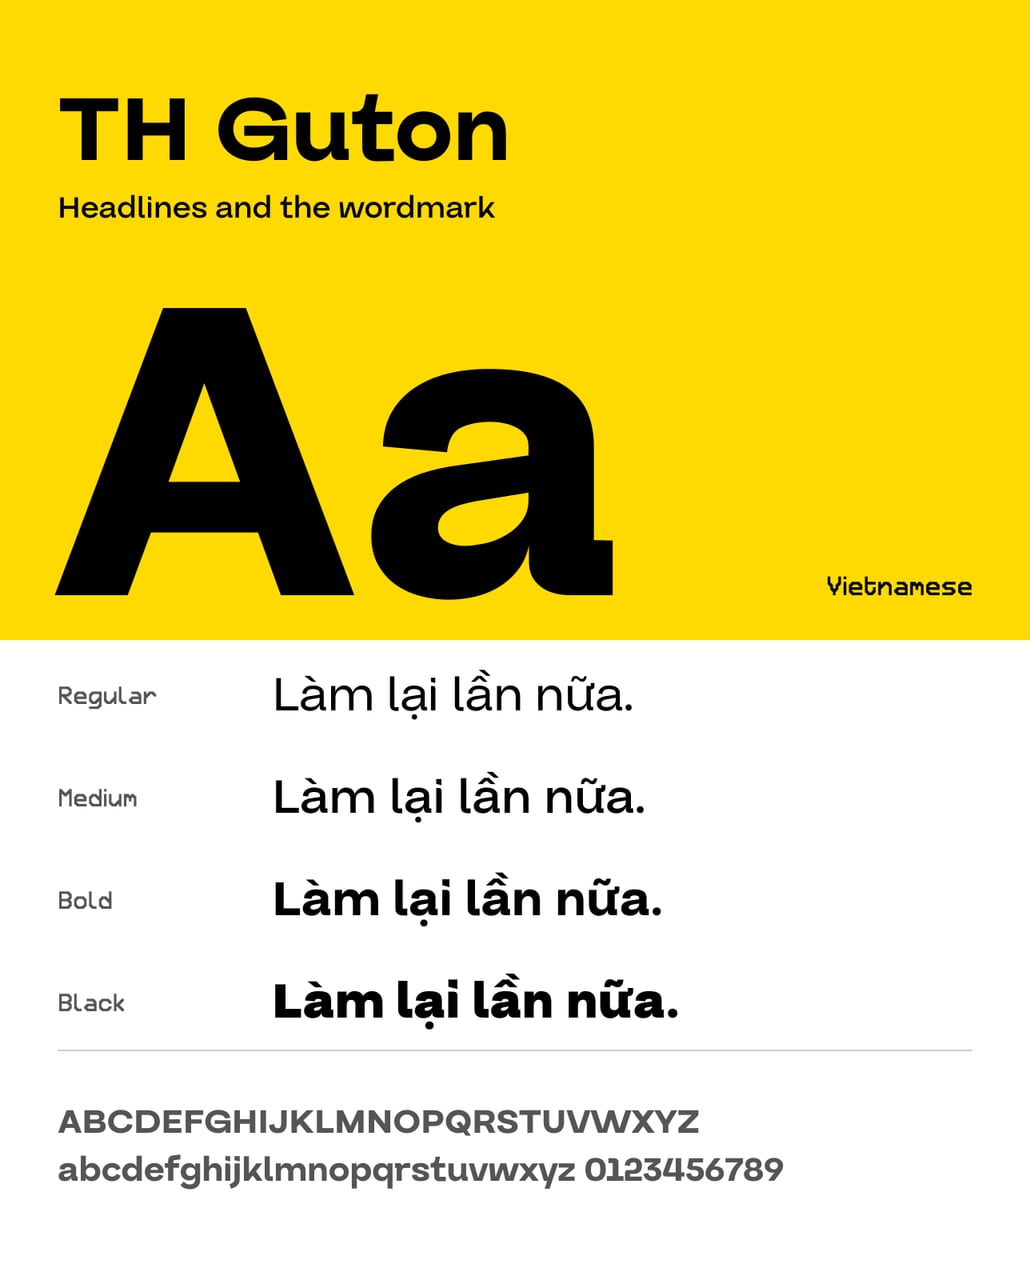 TH Guton
Headlines and the wordmark
Aa
Vietnamese
Regular
Làm lại lần nữa.
Medium
Làm lại lần nữa.
Bold
Làm lại lần nữa.
Black
Làm lại lần nữa.
ABCDEFGHIJKLMNOPQRSTUVWXYZ
abcdefghijklmnopqrstuvwxyz 0123456789